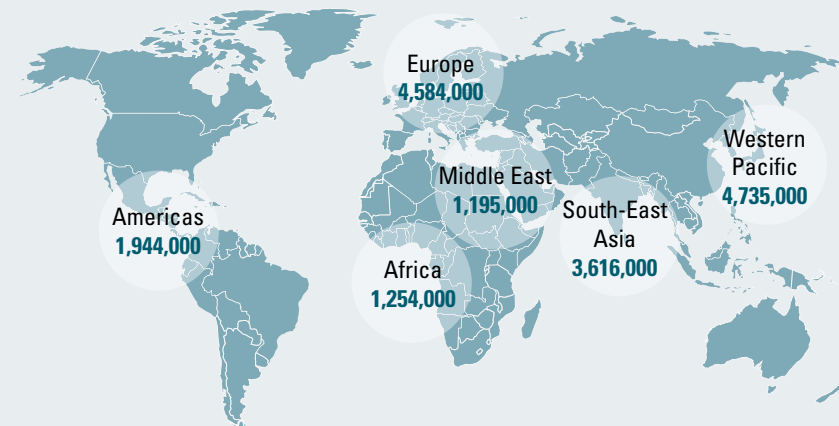 Europe
4,584,000
Western
Pacific
4,735,000
Middle East
1,195,000
South-East
Asia
3,616,000
Americas
1,944,000
Africa
1,254,000